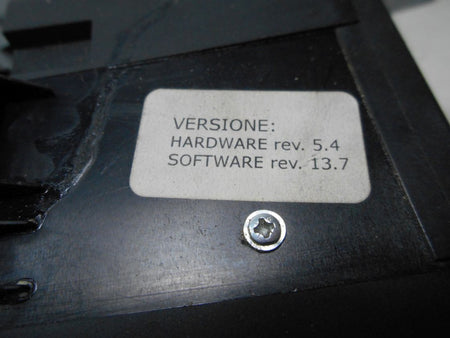 VERSIONE:
HARDWARE rev. 5.4
SOFTWARE rev. 13.7